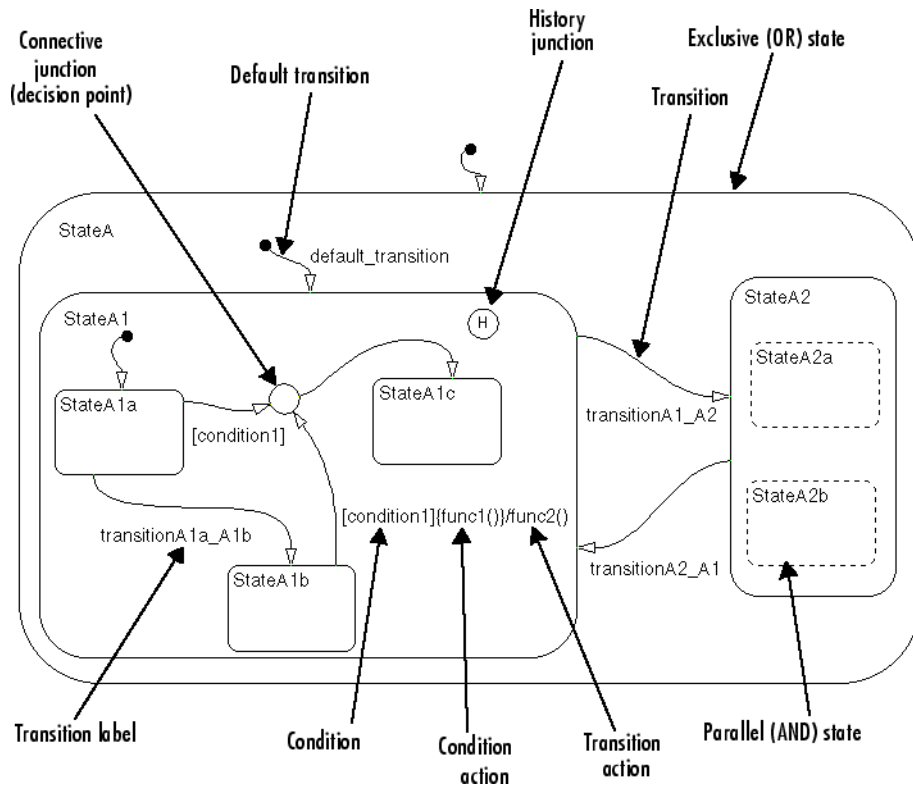 Connective
junction
(decision point)
Default transition
History
junction
Exclusive (OR) state
Transition
StateA
default_transition
StateA1
H
StateA2
StateA2a
StateA1a
StateA1c
[condition1]
transitionA1_A2
StateA2b
[condition1]{func1()}/func2()
transitionA1a_A1b
StateA1b
transitionA2_A1
Transition label
Condition
Condition
action
Transition
action
Parallel (AND) state